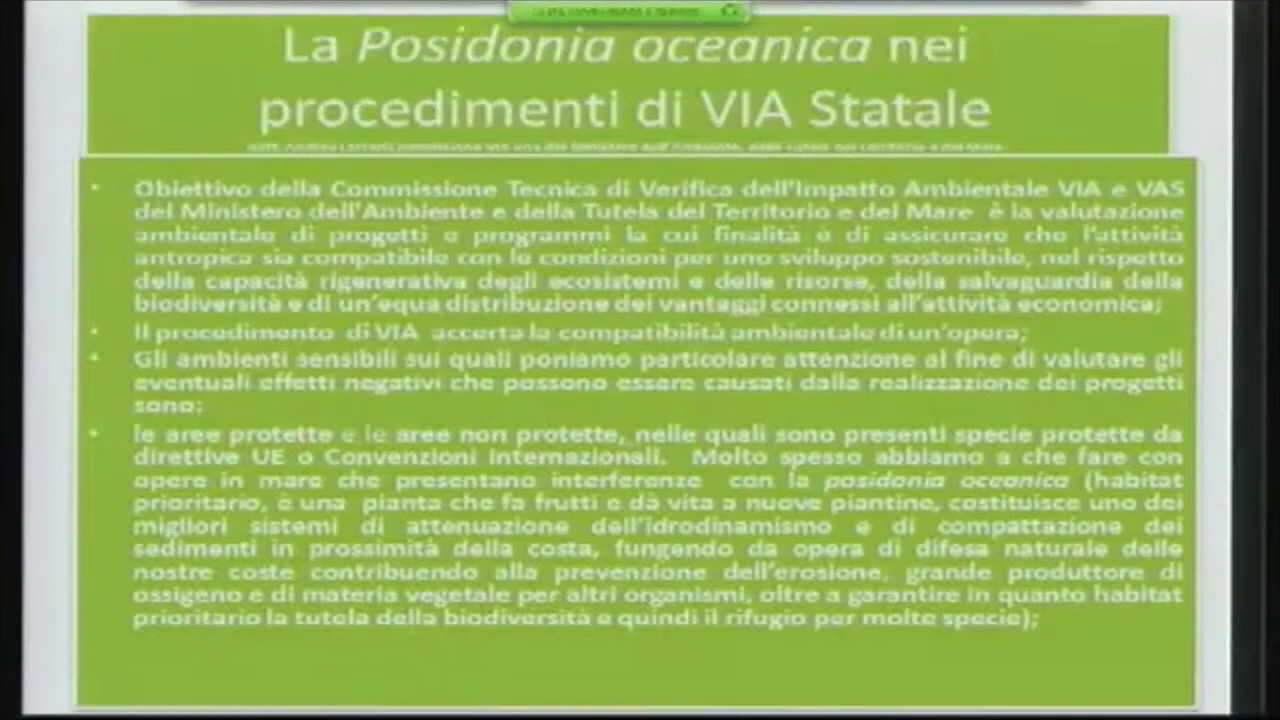 La Posidonia oceanica nei
procedimenti di VIA Statale
• Obiettivo della Commissione Tecnica di Verifica dell'Impatto Ambientale VIA e VAS
del Ministero dell'Ambiente e della Tutela del Territorio e del Mare è la valutazione
ambientale di progetti e programmi la cui finalità è di assicurare che l'attività
antropica sia compatibile con le condizioni per uno sviluppo sostenibile, nel rispetto
della capacità rigenerativa degli ecosistemi e delle risorse, della salvaguardia della
biodiversità e di un'equa distribuzione dei vantaggi connessi all'attività economica;
• Il procedimento di VIA accerta la compatibilità ambientale di un'opera;
• Gli ambienti sensibili sui quali poniamo particolare attenzione al fine di valutare gli
eventuali effetti negativi che possono essere causati dalla realizzazione dei progetti
sono:
• le aree protette e le aree non protette, nelle quali sono presenti specie protette da
direttive UE o Convenzioni Internazionali. Molto spesso abbiamo a che fare con
opere in mare che presentano interferenze con la posidonia oceanica (habitat
prioritario, è una pianta che fa frutti e dà vita a nuove piantine, costituisce uno dei
migliori sistemi di attenuazione dell'idrodinamismo e di compattazione dei
sedimenti in prossimità della costa, fungendo da opera di difesa naturale delle
nostre coste contribuendo alla prevenzione dell'erosione, grande produttore di
ossigeno e di materia vegetale per altri organismi, oltre a garantire in quanto habitat
prioritario la tutela della biodiversità e quindi il rifugio per molte specie);